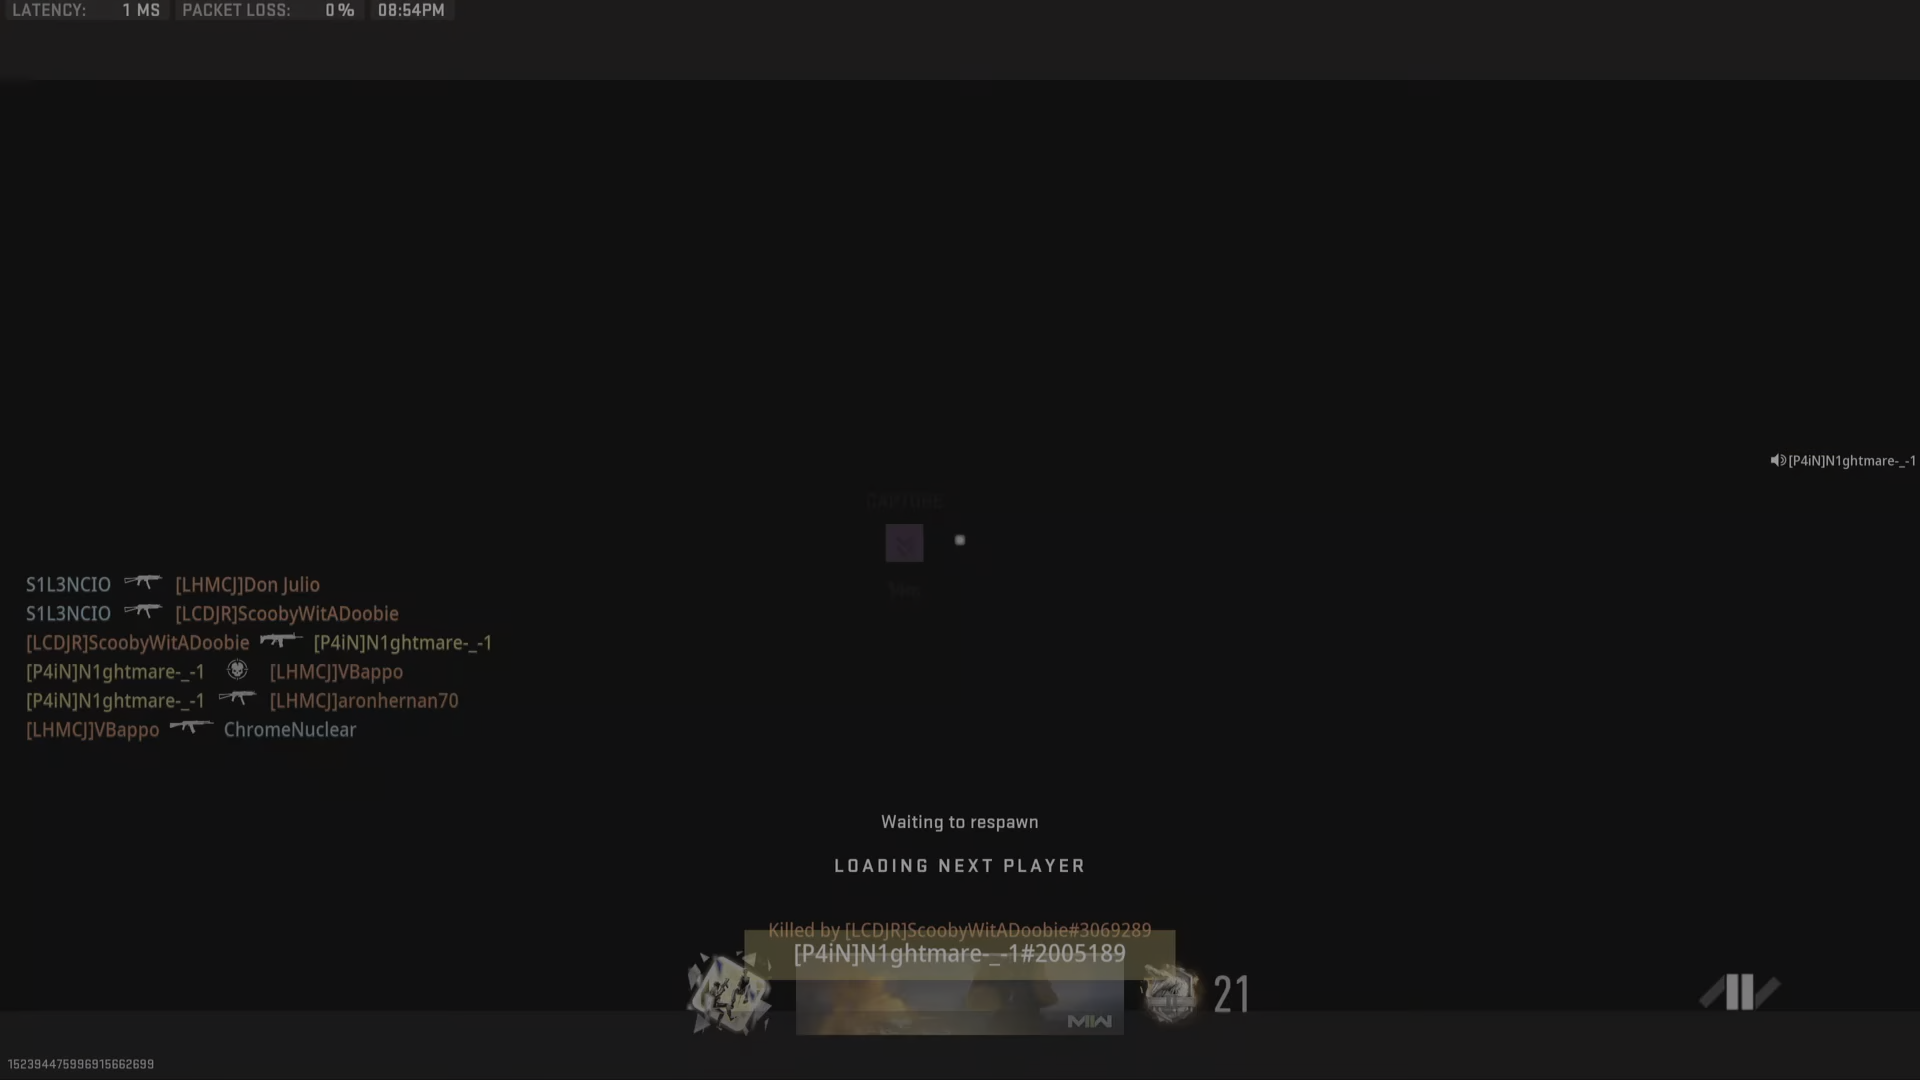 LATENCY: 1 MS PACKET LOSS: 0% 08:54PM
[P4iN]N1ghtmare-_-1
CAPTURE
S1L3NCIO [LHMCJ]Don Julio
S1L3NCIO [LCDJR]ScoobyWitADoobie
[LCDJR]ScoobyWitADoobie [P4iN]N1ghtmare-_-1
[P4iN]N1ghtmare-_-1 [LHMCJ]VBappo
[P4iN]N1ghtmare-_-1 [LHMCJ]aronhernan70
[LHMCJ]VBappo ChromeNuclear
Waiting to respawn
LOADING NEXT PLAYER
Killed by [LCDJR]ScoobyWitADoobie#3069289
[P4iN]N1ghtmare-_-1#2005189
21
MW
152394475996915662699